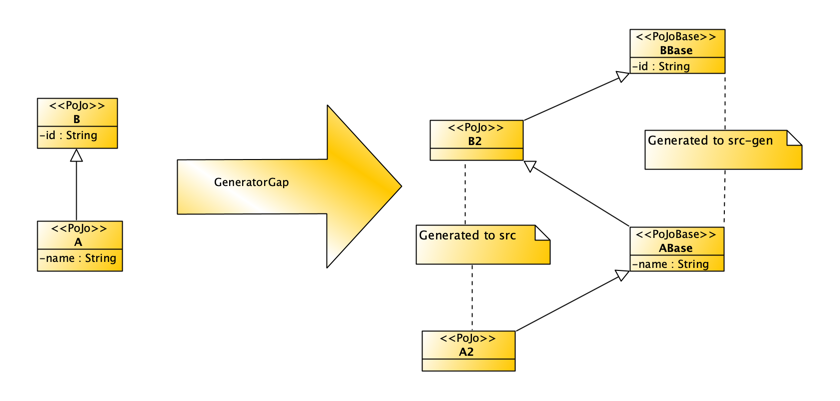 <<PoJo>>
B
-id : String
<<PoJo>>
A
-name : String
GeneratorGap
<<PoJoBase>>
BBase
-id : String
<<PoJo>>
B2
Generated to src-gen
Generated to src
<<PoJoBase>>
ABase
-name : String
<<PoJo>>
A2